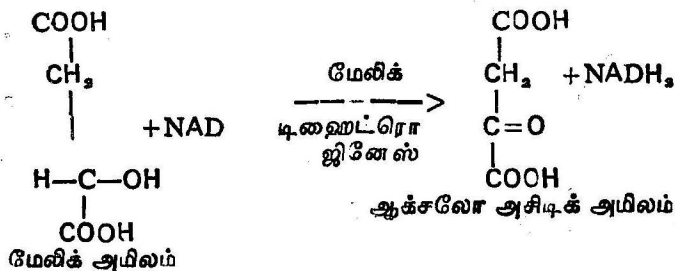 COOH
CH₂
+NAD
H—C—OH
COOH
மேலிக் அமிலம்
மேலிக்
டிஹைட்ரொ
ஜினேஸ்
COOH
CH₂ +NADH₂
C=O
COOH
ஆக்சலோ அசிடிக் அமிலம்